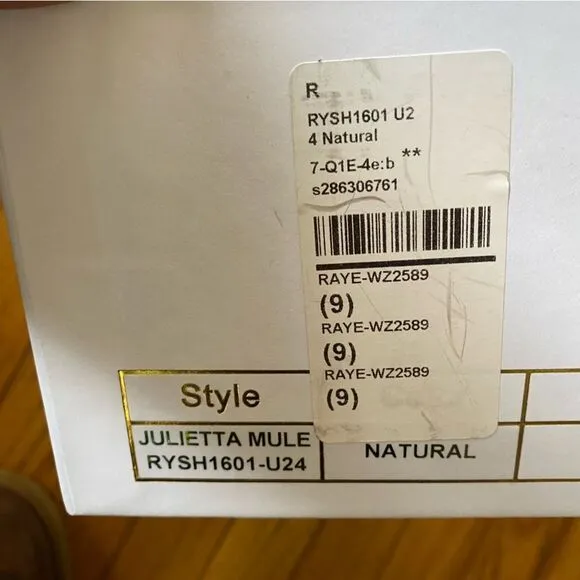 R
RYSH1601 U2
4 Natural
7-Q1E-4e:b **
s286306761
RAYE-WZ2589
(9)
RAYE-WZ2589
(9)
RAYE-WZ2589
(9)
Style
JULIETTA MULE
RYSH1601-U24
NATURAL